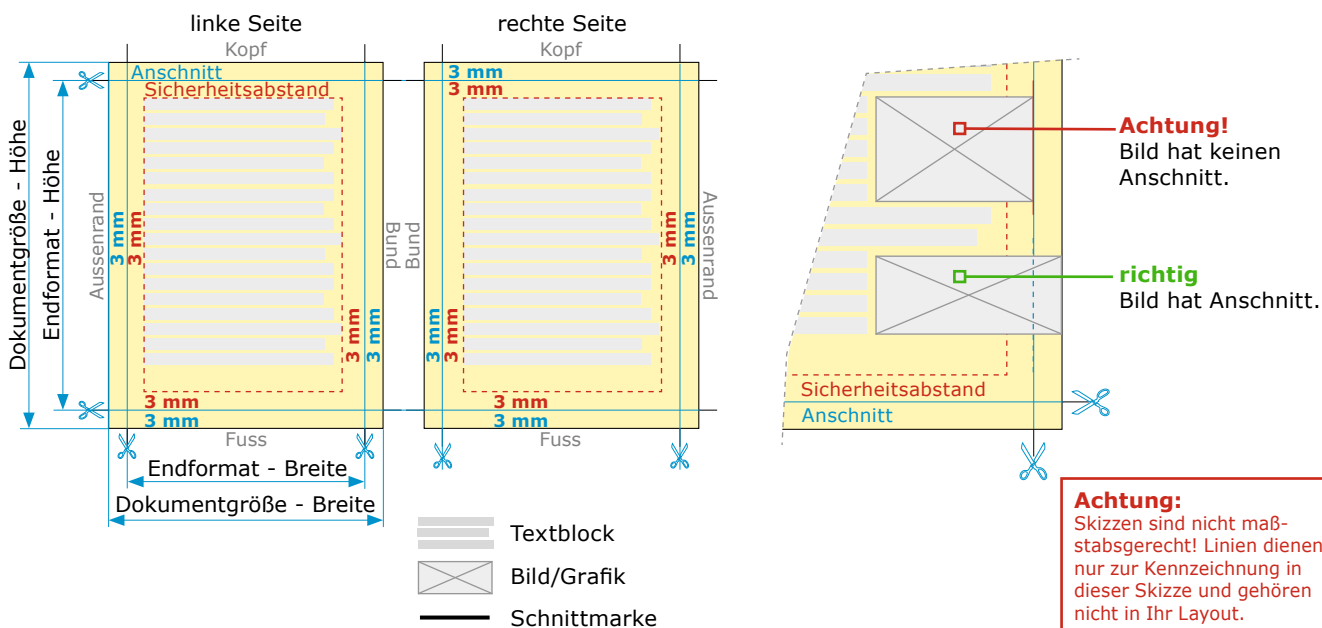 linke Seite
rechte Seite
Kopf
Kopf
Anschnitt
Sicherheitsabstand
3 mm
3 mm
Dokumentgröße - Höhe
Endformat - Höhe
Aussenrand
3 mm
3 mm
Bund
Bund
3 mm
3 mm
Aussenrand
3 mm
3 mm
3 mm
3 mm
3 mm
3 mm
3 mm
3 mm
Fuss
Fuss
Endformat - Breite
Dokumentgröße - Breite
Textblock
Bild/Grafik
Schnittmarke
Achtung!
Bild hat keinen
Anschnitt.
richtig
Bild hat Anschnitt.
Sicherheitsabstand
Anschnitt
Achtung:
Skizzen sind nicht maß-
stabsgerecht! Linien dienen
nur zur Kennzeichnung in
dieser Skizze und gehören
nicht in Ihr Layout.